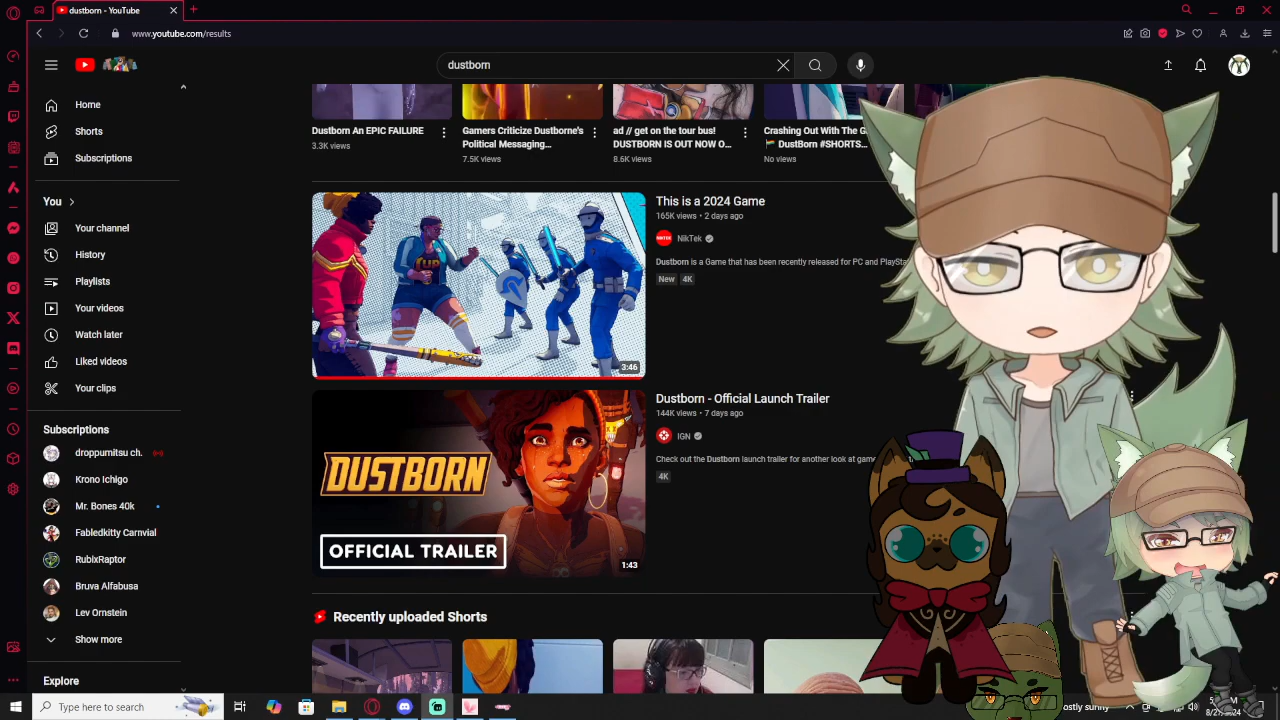 dustborn - YouTube
www.youtube.com/results
dustborn
Home
Shorts
Subscriptions
You
Your channel
History
Playlists
Your videos
Watch later
Liked videos
Your clips
Subscriptions
droppumitsu ch.
Krono Ichigo
Mr. Bones 40k
Fabledkitty Carnvial
RubixRaptor
Bruva Alfabusa
Lev Ornstein
Show more
Explore
Dustborn An EPIC FAILURE
3.3K views
Gamers Criticize Dustborne's
Political Messaging...
7.5K views
ad // get on the tour bus!
DUSTBORN IS OUT NOW O...
8.6K views
Crashing Out With The G
DustBorn #SHORTS...
No views
3:46
This is a 2024 Game
165K views • 2 days ago
NikTek
Dustborn is a Game that has been recently released for PC and PlaySta
New 4K
DUSTBORN
OFFICIAL TRAILER
1:43
Dustborn - Official Launch Trailer
144K views • 7 days ago
IGN
Check out the Dustborn launch trailer for another look at game
4K
Recently uploaded Shorts
Type here to search
ostly sunny